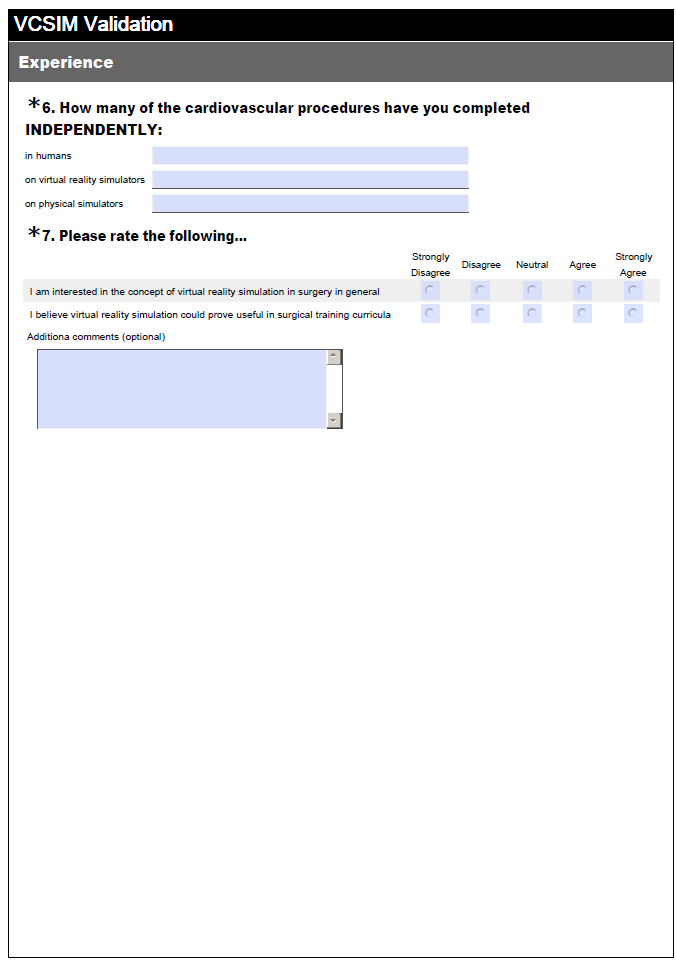 VCSIM Validation
Experience
*6. How many of the cardiovascular procedures have you completed
INDEPENDENTLY:
in humans
on virtual reality simulators
on physical simulators
*7. Please rate the following...
Strongly Disagree Disagree Neutral Agree Strongly Agree
I am interested in the concept of virtual reality simulation in surgery in general
I believe virtual reality simulation could prove useful in surgical training curricula
Additiona comments (optional)